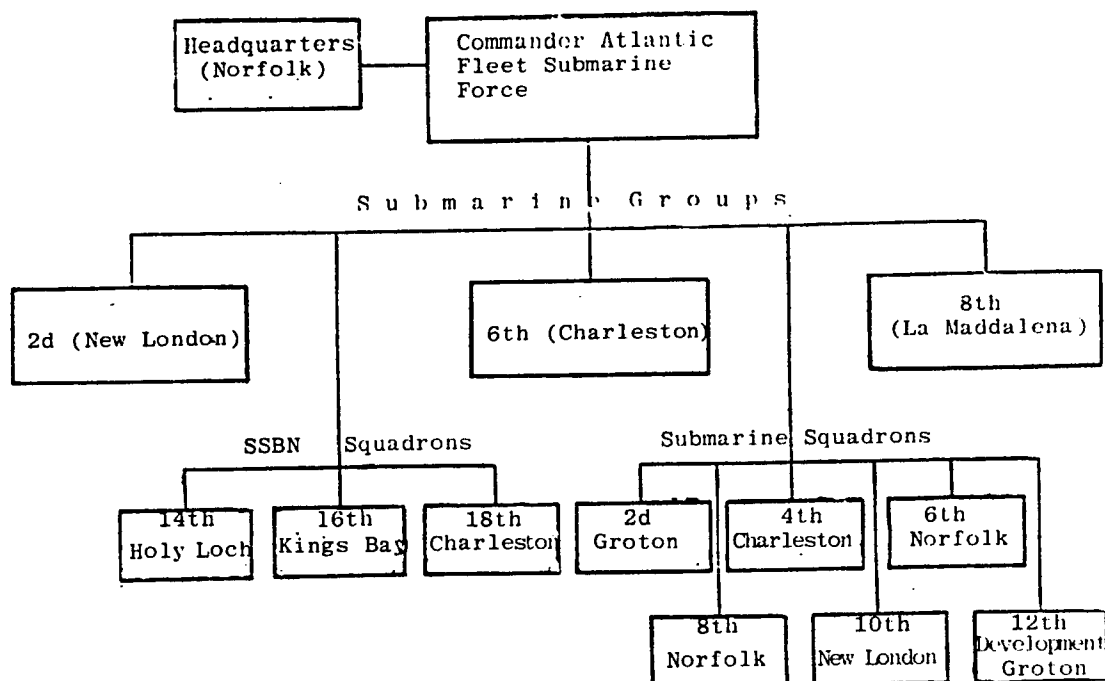 Headquarters
(Norfolk)
Commander Atlantic
Fleet Submarine
Force
Submarine Groups
2d (New London)
6th (Charleston)
8th
(La Maddalena)
SSBN Squadrons
Submarine Squadrons
14th
Holy Loch
16th
Kings Bay
18th
Charleston
2d
Groton
4th
Charleston
6th
Norfolk
8th
Norfolk
10th
New London
12th
Development
Groton